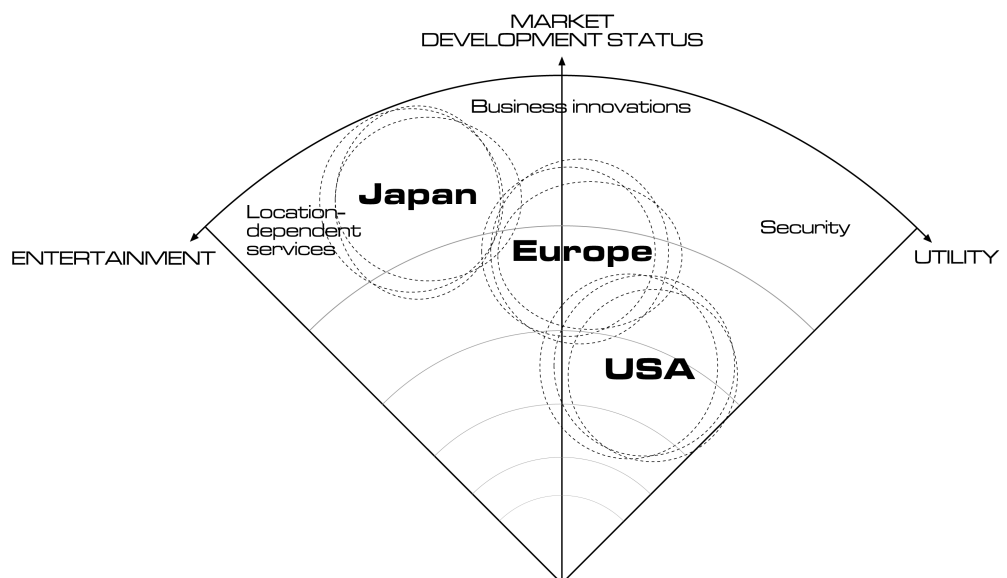 MARKET
DEVELOPMENT STATUS
Business innovations
Japan
Location-
dependent
services
Security
Europe
ENTERTAINMENT
UTILITY
USA